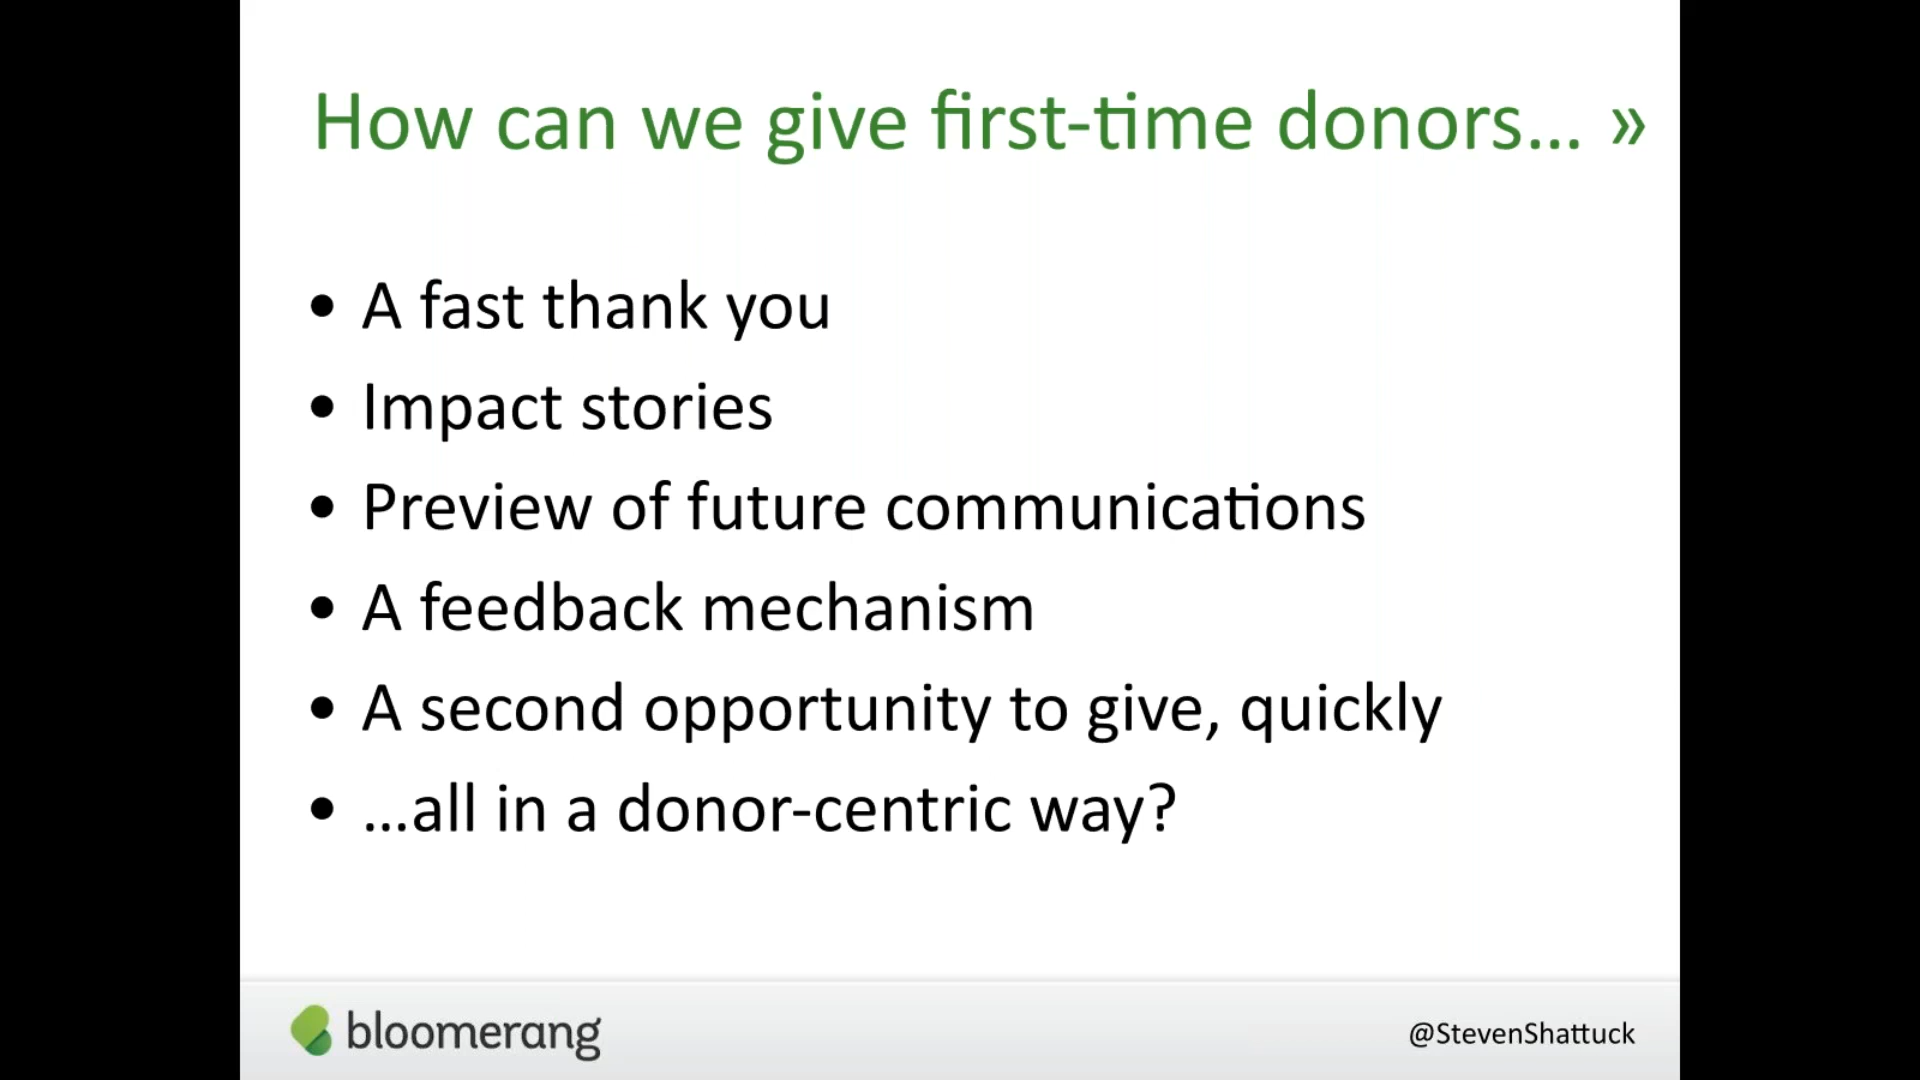 How can we give first-time donors... »
• A fast thank you
• Impact stories
• Preview of future communications
• A feedback mechanism
• A second opportunity to give, quickly
• ...all in a donor-centric way?
bloomerang
@StevenShattuck